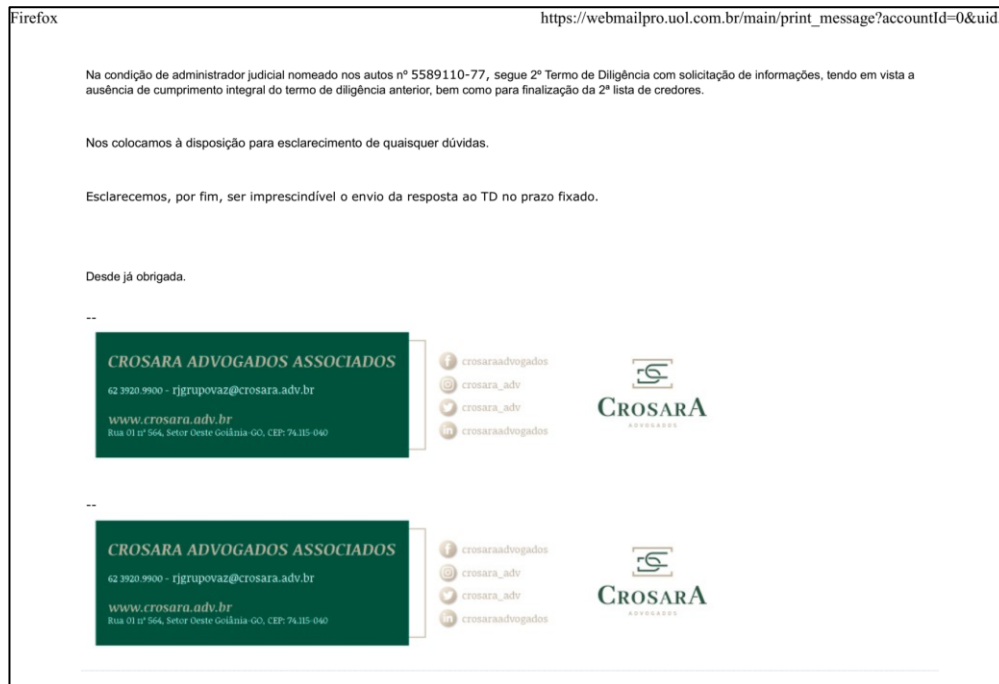 Firefox
https://webmailpro.uol.com.br/main/print_message?accountId=0&uid
Na condição de administrador judicial nomeado nos autos nº 5589110-77, segue 2º Termo de Diligência com solicitação de informações, tendo em vista a
ausência de cumprimento integral do termo de diligência anterior, bem como para finalização da 2ª lista de credores.
Nos colocamos à disposição para esclarecimento de quaisquer dúvidas.
Esclarecemos, por fim, ser imprescindível o envio da resposta ao TD no prazo fixado.
Desde já obrigada.
--
CROSARA ADVOGADOS ASSOCIADOS
62 3920.9900 - rjgrupovaz@crosara.adv.br
www.crosara.adv.br
Rua 01 nº 564, Setor Oeste Goiânia-GO, CEP: 74.115-040
crosaraadvogados
crosara_adv
crosara_adv
crosaraadvogados
CROSARA
ADVOGADOS
--
CROSARA ADVOGADOS ASSOCIADOS
62 3920.9900 - rjgrupovaz@crosara.adv.br
www.crosara.adv.br
Rua 01 nº 564, Setor Oeste Goiânia-GO, CEP: 74.115-040
crosaraadvogados
crosara_adv
crosara_adv
crosaraadvogados
CROSARA
ADVOGADOS